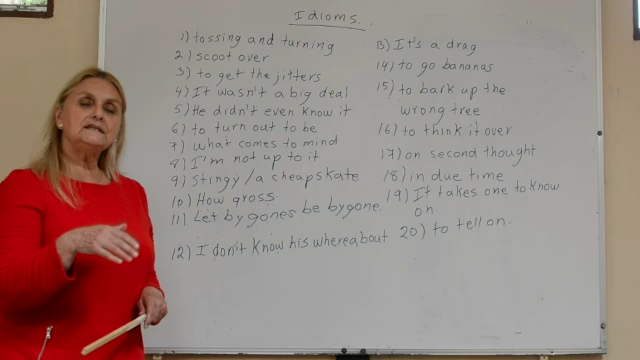 Idioms.
1) tossing and turning
2) scoot over
3) to get the jitters
4) It wasn't a big deal
5) He didn't even know it
6) to turn out to be
7) what comes to mind
8) I'm not up to it
9) Stingy/a cheapskate
10) How gross
11) Let bygones be bygone
12) I don't know his whereabout
13) It's a drag
14) to go bananas
15) to bark up the
wrong tree
16) to think it over
17) on second thought
18) in due time
19) It takes one to know
on.
20) to tell on.